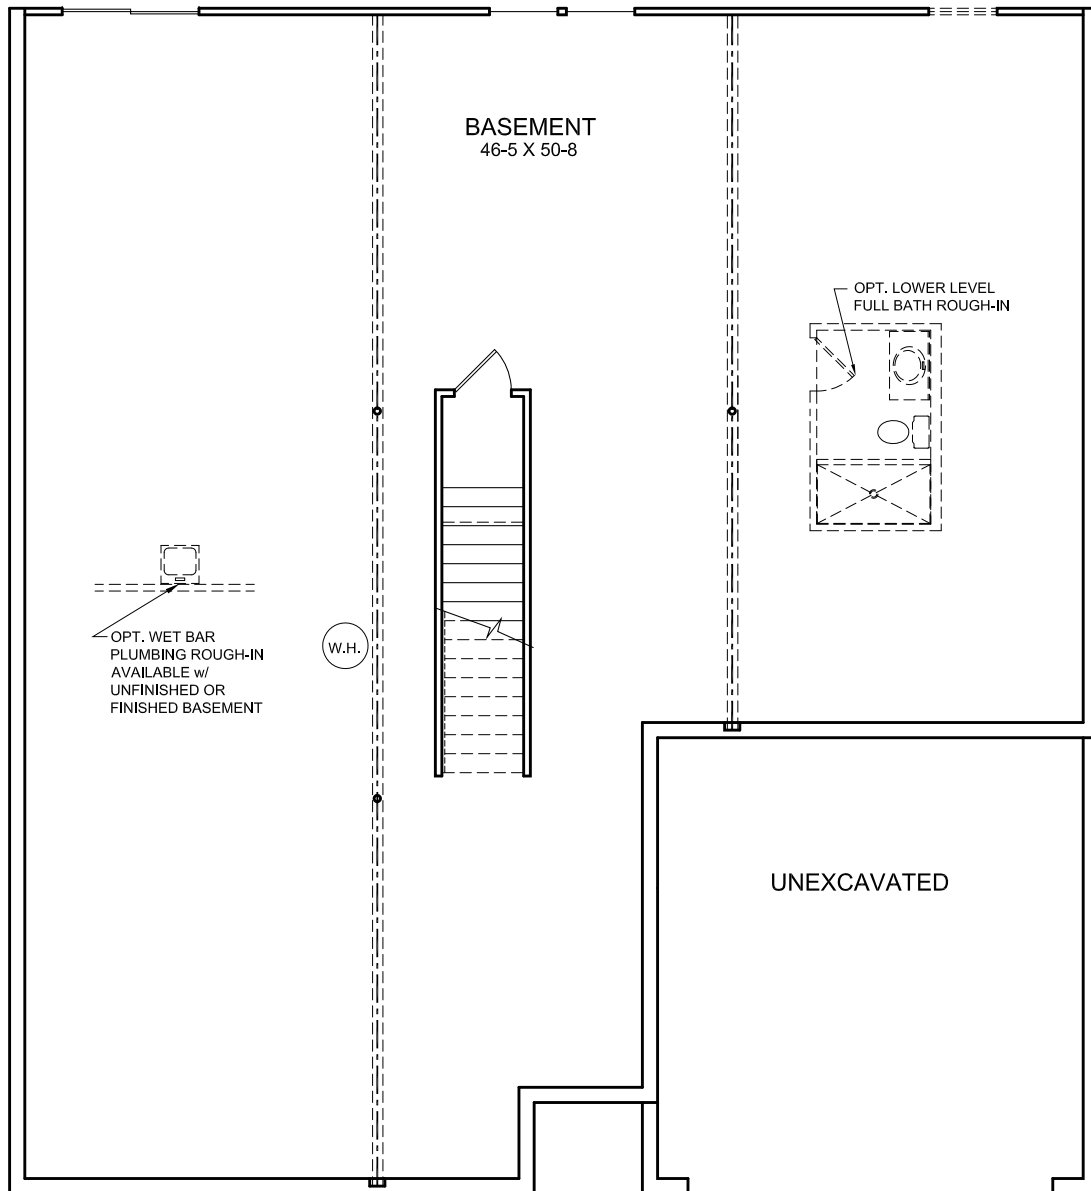 BASEMENT
46-5 X 50-8
OPT. LOWER LEVEL
FULL BATH ROUGH-IN
OPT. WET BAR
PLUMBING ROUGH-IN
AVAILABLE w/
UNFINISHED OR
FINISHED BASEMENT
W.H.
UNEXCAVATED